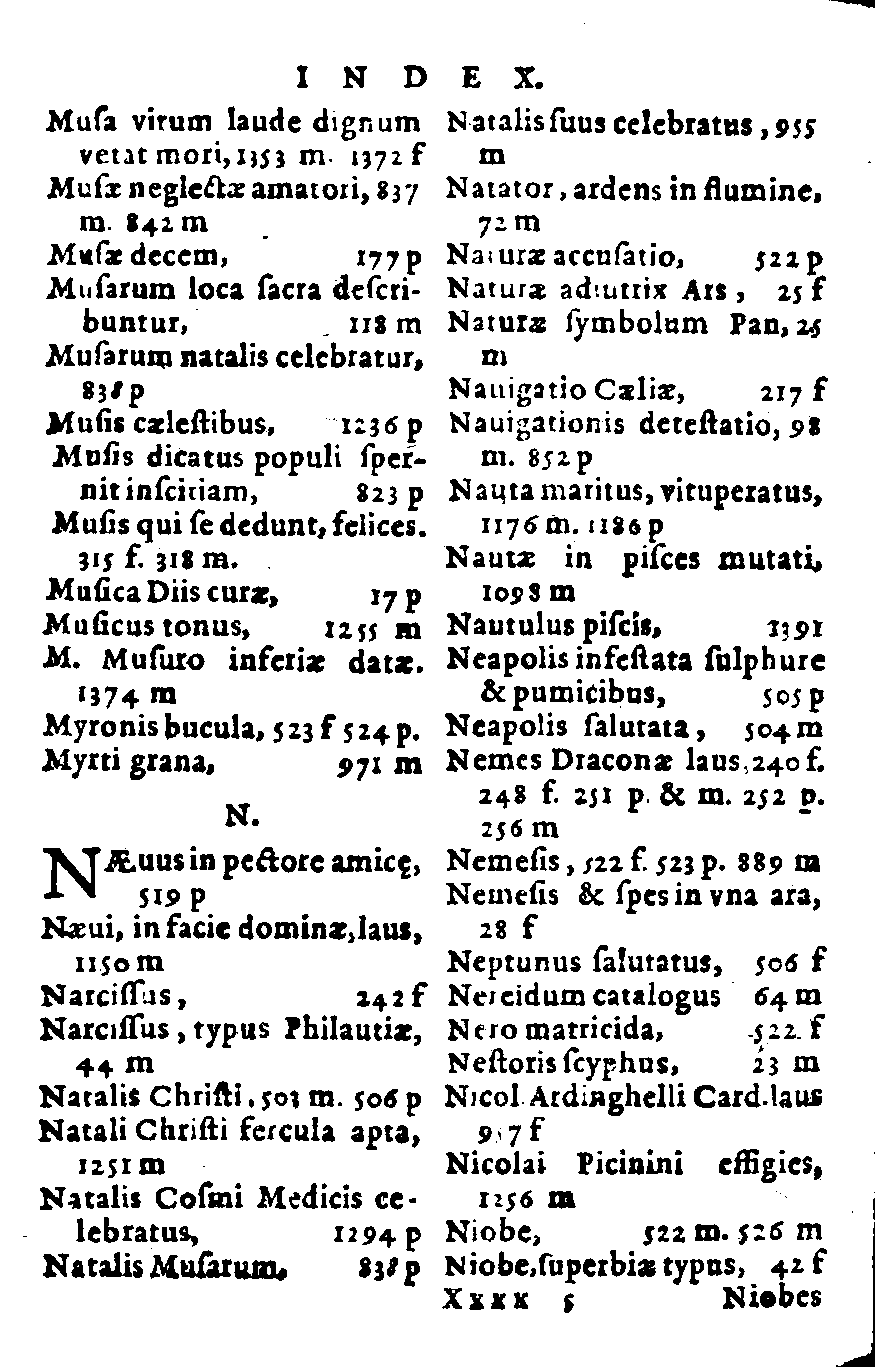 INDEX.
Muſa virum laude dignum
vetat mori, 1353 m. 1372 f
Muſæ neglectæ amatori, 837
m. 842 m
Muſæ decem, 177 p
Muſarum loca ſacra deſcri-
buntur, 118 m
Muſarum natalis celebratur,
838 p
Muſis cæleſtibus, 1236 p
Muſis dicatus populi ſper-
nit inſcitiam, 823 p
Muſis qui ſe dedunt, felices.
315 f. 318 m.
Muſica Diis curæ, 17 p
Muſicus tonus, 1255 m
M. Muſuro inferiæ datæ.
1374 m
Myronis bucula, 523 f 524 p.
Myrti grana, 971 m
N.
NÆuus in pectore amicę,
519 p
Næui, in facie dominæ, laus,
1150 m
Narciſſus, 242 f
Narciſſus, typus Philautiæ,
44 m
Natalis Chriſti, 503 m. 506 p
Natali Chriſti fercula apta,
1251 m
Natalis Coſmi Medicis ce-
lebratus, 1294 p
Natalis Muſarum, 838 p
Natalis ſuus celebratus, 955
m
Natator, ardens in flumine,
72 m
Naturæ accuſatio, 522 p
Naturæ adiutrix Ars, 25 f
Naturæ ſymbolum Pan, 25
m
Nauigatio Cæliæ, 217 f
Nauigationis deteſtatio, 98
m. 852 p
Nauta maritus, vituperatus,
1176 m. 1186 p
Nautæ in piſces mutati,
1098 m
Nautulus piſcis, 1391
Neapolis infeſtata ſulphure
& pumicibus, 505 p
Neapolis ſalutata, 504 m
Nemes Draconæ laus, 240 f.
248 f. 251 p. & m. 252 p.
256 m
Nemeſis, 522 f. 523 p. 889 m
Nemeſis & ſpes in vna ara,
28 f
Neptunus ſalutatus, 506 f
Nereidum catalogus 64 m
Nero matricida, 522. f
Neſtoris ſcyphus, 23 m
Nicol. Ardinghelli Card. laus
f
Nicolai Picinini effigies,
1256 m
Niobe, 522 m. 526 m
Niobe, ſuperbiæ typus, 42 f
Xxxx 5 Niobes